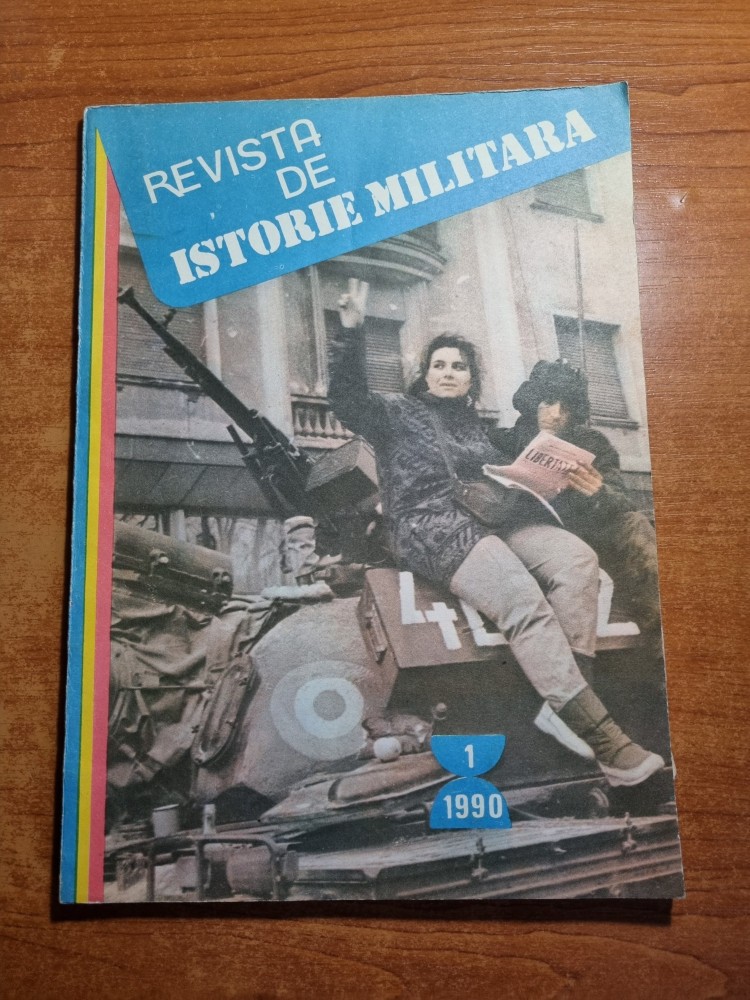 REVISTA
DE
ISTORIE MILITARA
LIBERTATEA
1
1990